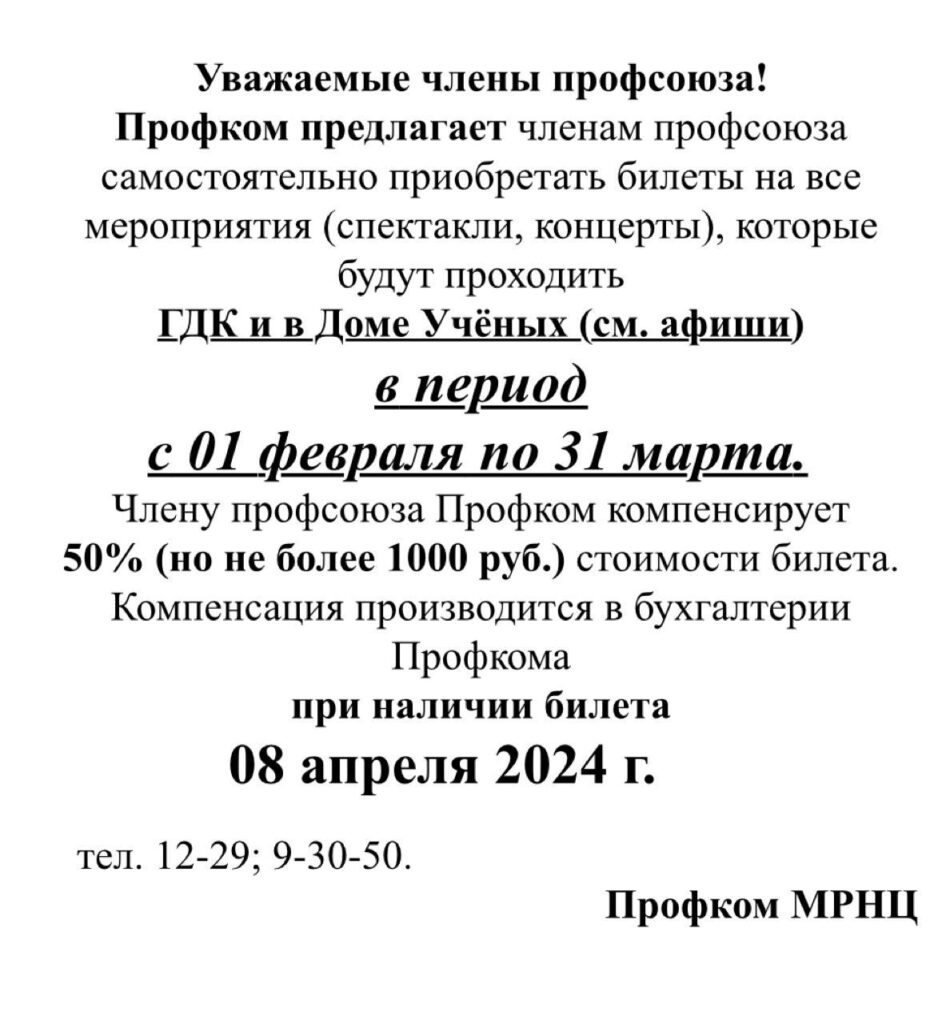 Уважаемые члены профсоюза!
Профком предлагает членам профсоюза
самостоятельно приобретать билеты на все
мероприятия (спектакли, концерты), которые
будут проходить
ГДК и в Доме Учёных (см. афиши)
в период
с 01 февраля по 31 марта.
Члену профсоюза Профком компенсирует
50% (но не более 1000 руб.) стоимости билета.
Компенсация производится в бухгалтерии
Профкома
при наличии билета
08 апреля 2024 г.
тел. 12-29; 9-30-50.
Профком МРНЦ